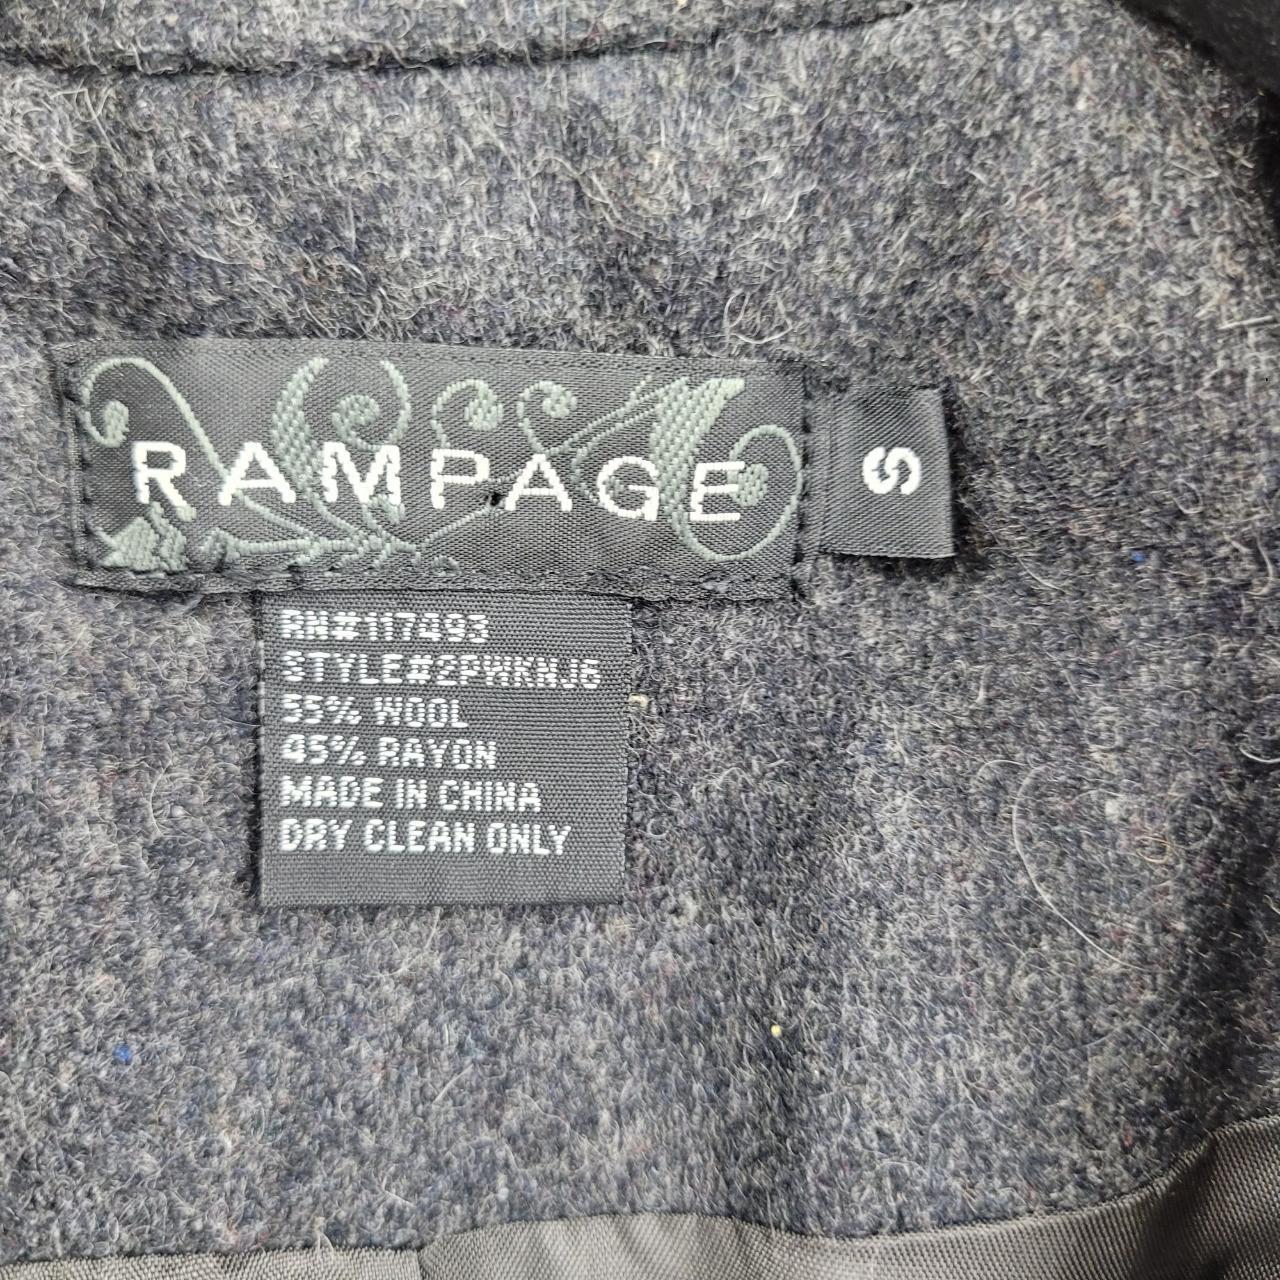 RAMPAGE
S
RN#117493
STYLE#2PWKNJ6
55% WOOL
45% RAYON
MADE IN CHINA
DRY CLEAN ONLY